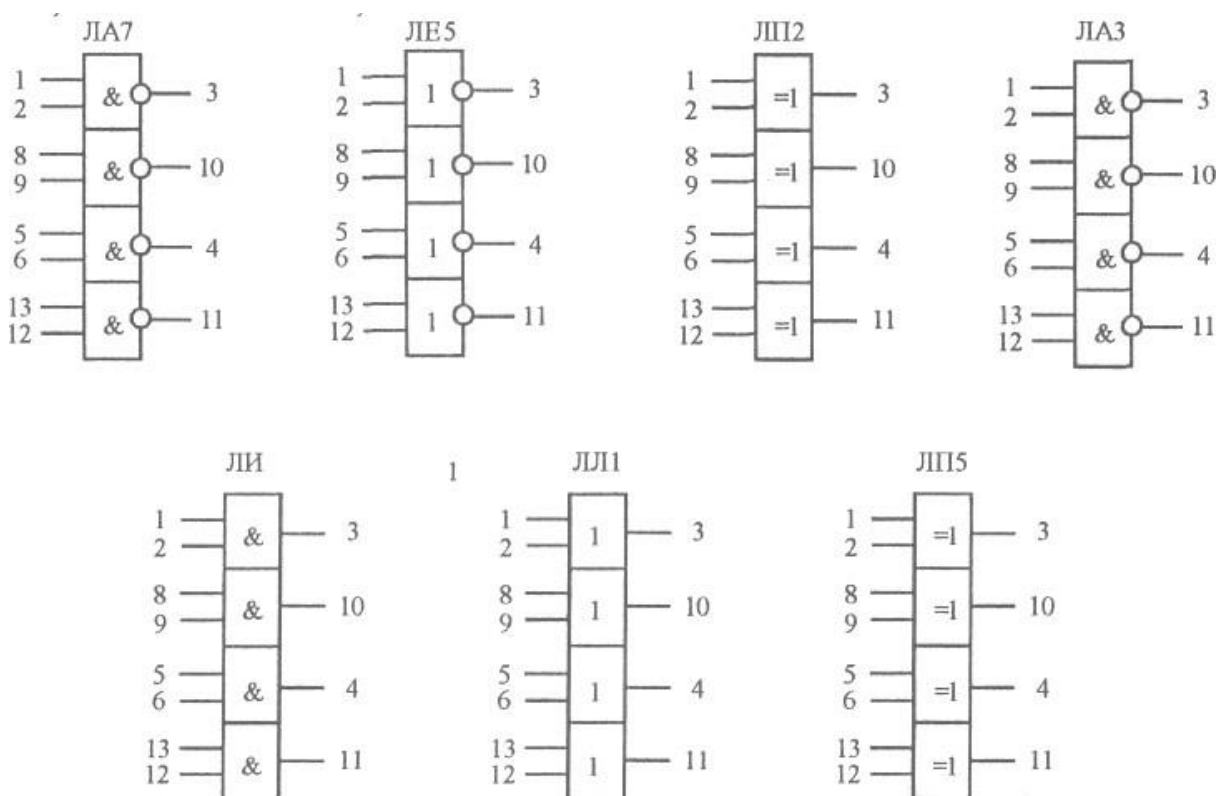 ЛА7 ЛЕ5 ЛП2 ЛА3
1 & 3 1 1 3 1 =1 3 1 & 3
2 2 2 2
8 & 10 8 1 10 8 =1 10 8 & 10
9 9 9 9
5 & 4 5 1 4 5 =1 4 5 & 4
6 6 6 6
13 & 11 13 1 11 13 =1 11 13 & 11
12 12 12 12
ЛИ 1 ЛЛ1 ЛП5
1 & 3 1 1 3 1 =1 3
2 2 2
8 & 10 8 1 10 8 =1 10
9 9 9
5 & 4 5 1 4 5 =1 4
6 6 6
13 & 11 13 1 11 13 =1 11
12 12 12